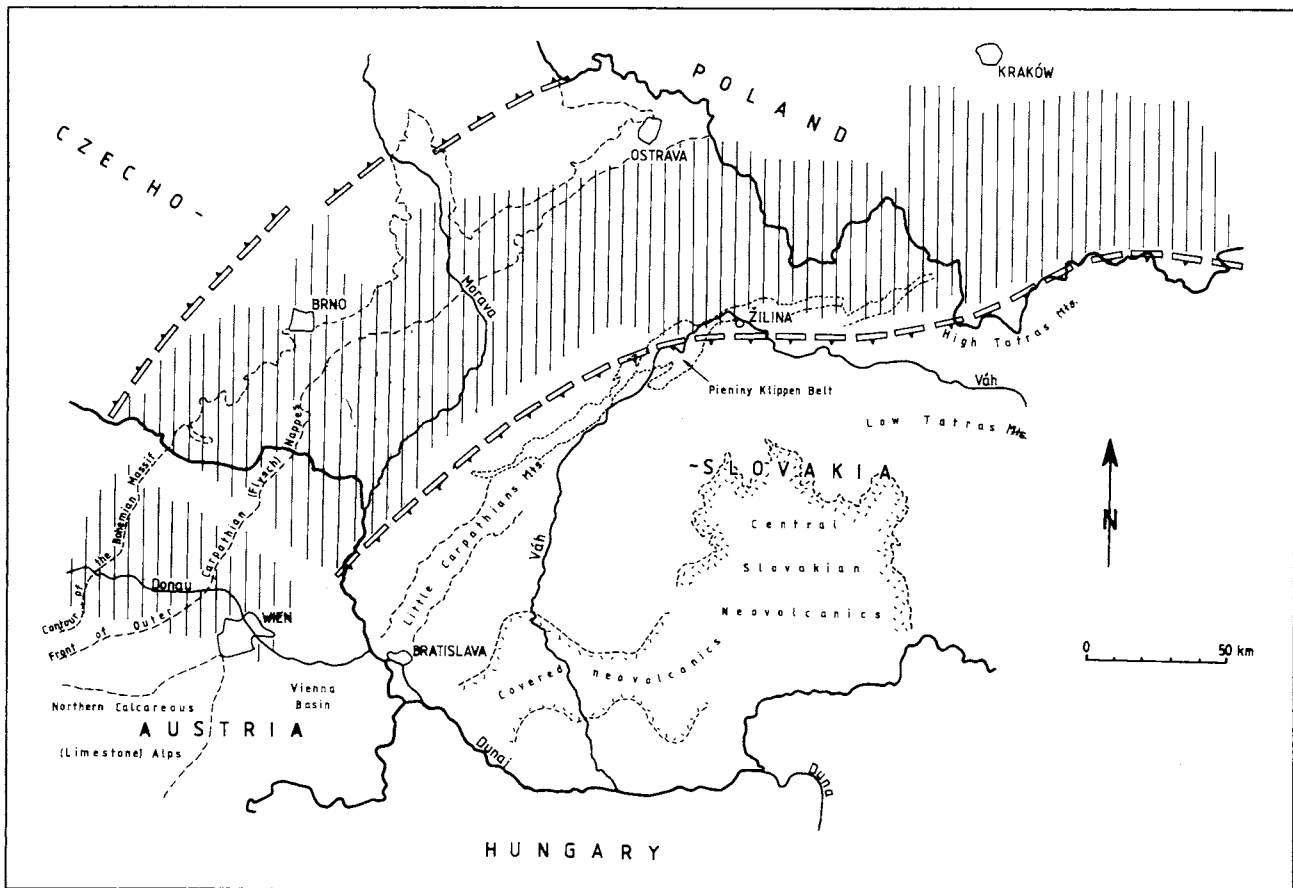 KRAKÓW
POLAND
CZECHO-
OSTRAVA
BRNO
Morava
ŽILINA
High Tatras Mts.
Pieniny Klippen Belt
Váh
Low Tatras Mts.
-SLOVAKIA
Central
Slovakian
Neovolcanics
Contour of the Bohemian Massif
Front of Outer Carpathian (Flysch) Nappes
Little Carpathians Mts.
Váh
Donau
WIEN
BRATISLAVA
Covered neovolcanics
Vienna
Basin
Northern Calcareous
AUSTRIA
(Limestone) Alps
Dunaj
Duna
HUNGARY
N
0 50 km